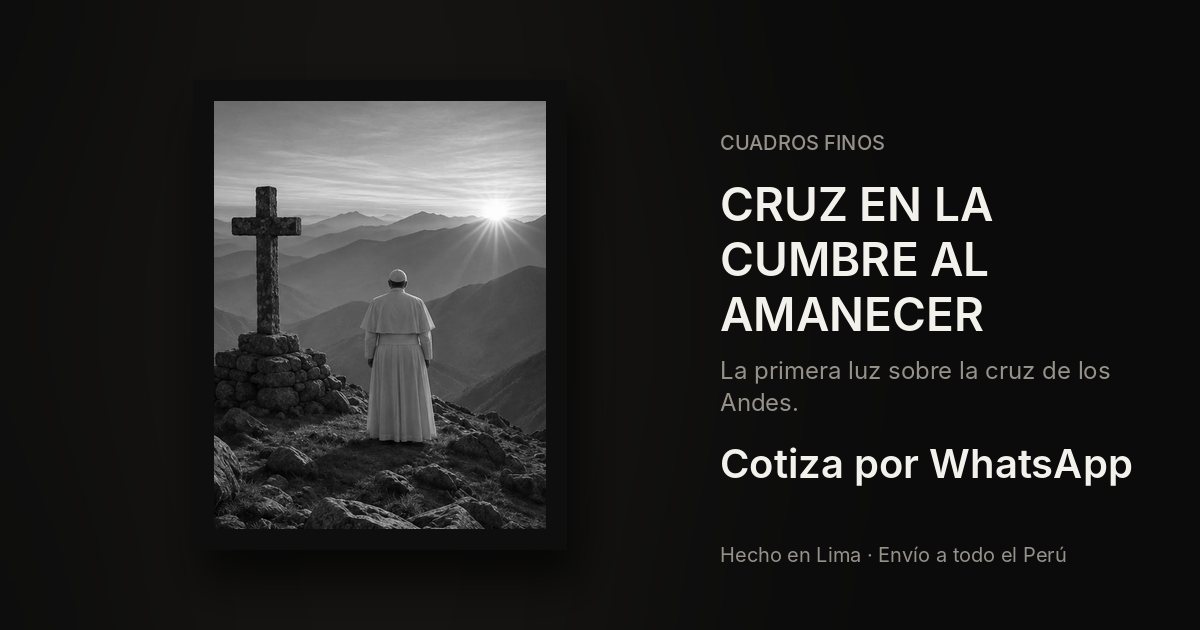 CUADROS FINOS
CRUZ EN LA
CUMBRE AL
AMANECER
La primera luz sobre la cruz de los
Andes.
Cotiza por WhatsApp
Hecho en Lima · Envío a todo el Perú